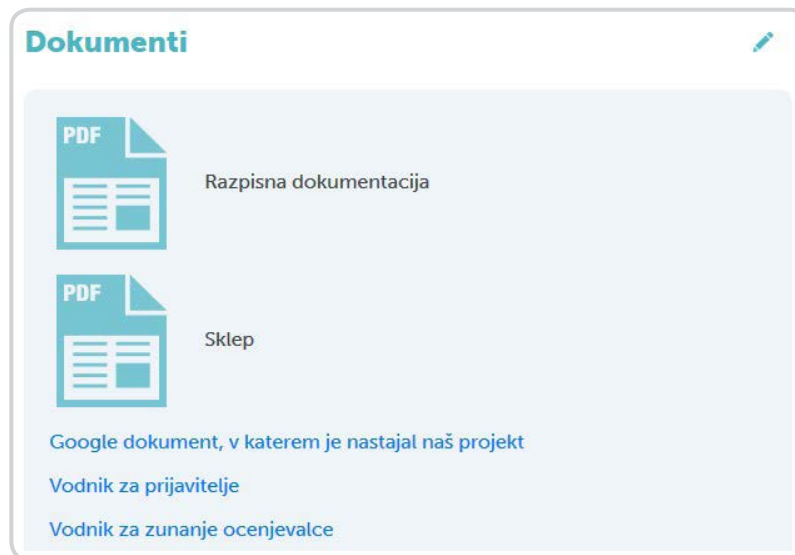 Dokumenti
PDF
Razpisna dokumentacija
PDF
Sklep
Google dokument, v katerem je nastajal naš projekt
Vodnik za prijavitelje
Vodnik za zunanje ocenjevalce